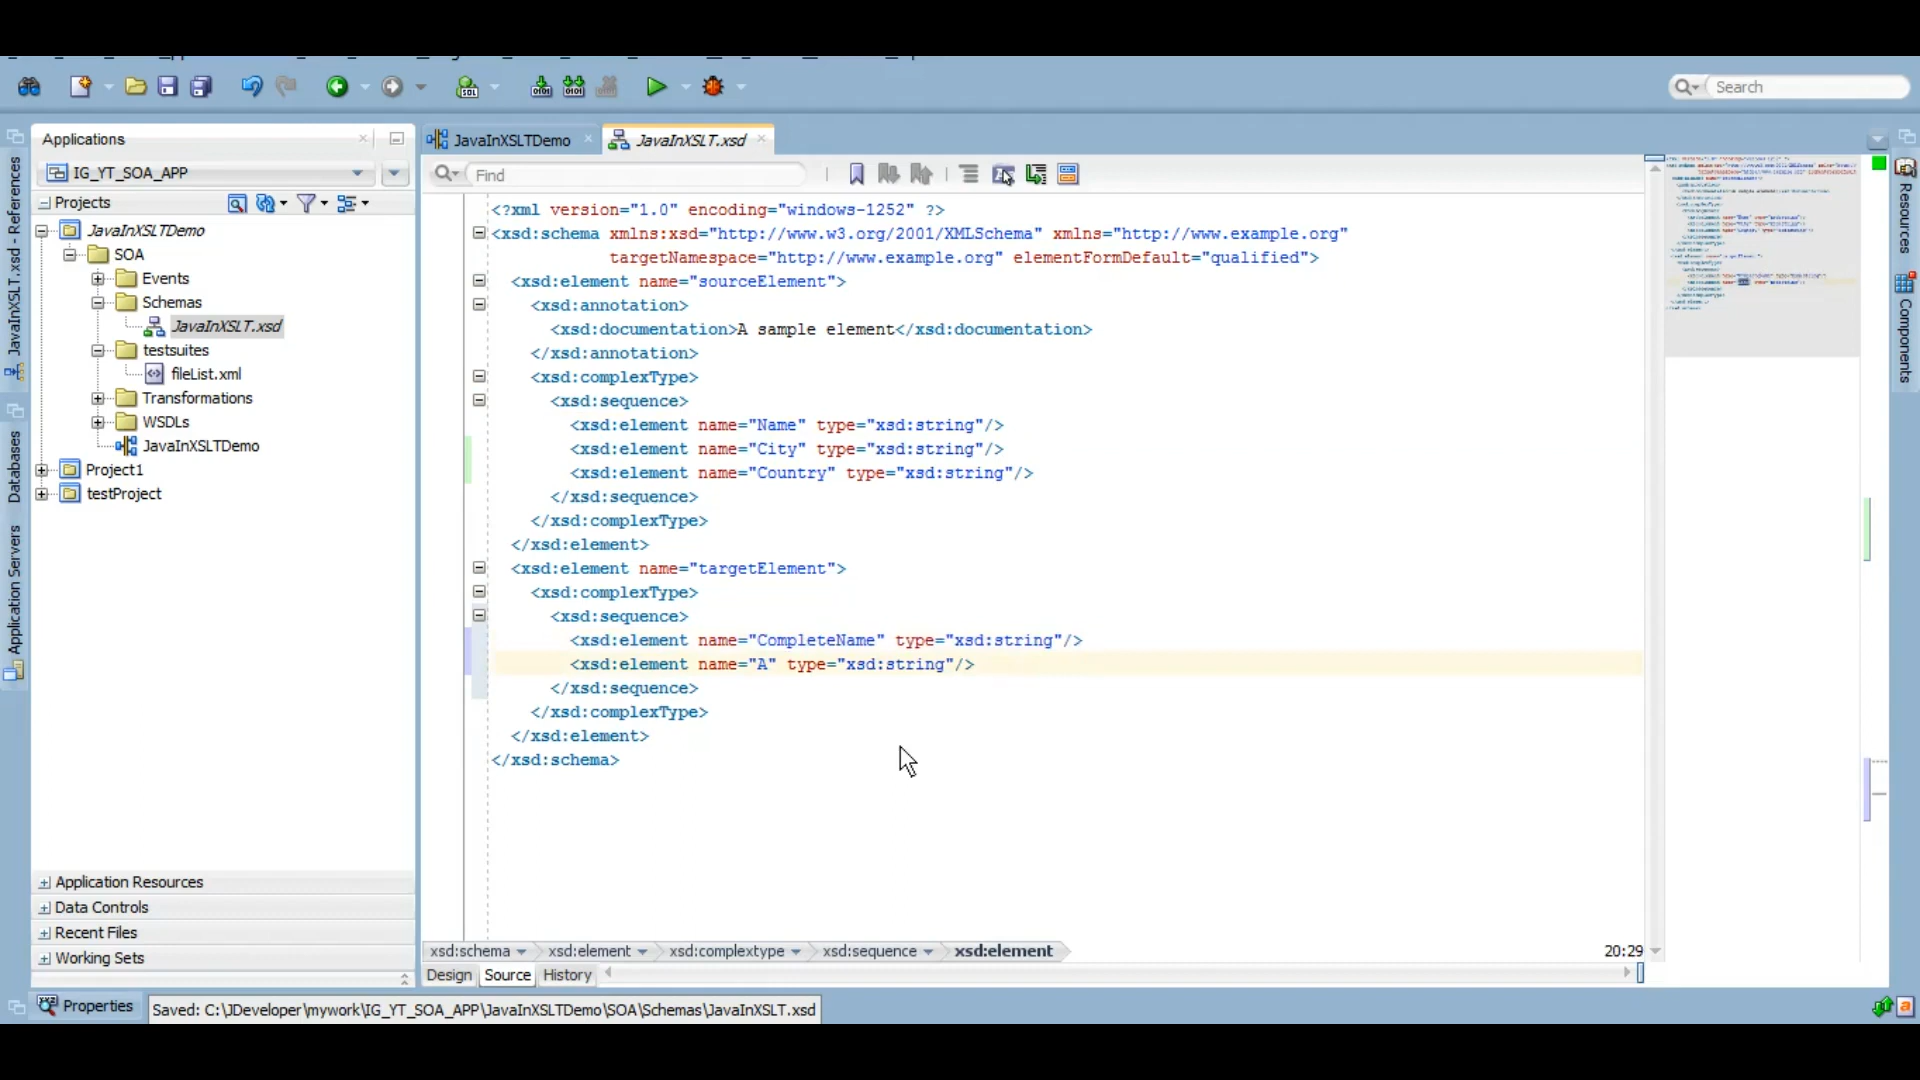 Search
Applications
JavaInXSLTDemo
JavaInXSLT.xsd
IG_YT_SOA_APP
Find
Projects
JavaInXSLTDemo
SOA
Events
Schemas
JavaInXSLT.xsd
testsuites
fileList.xml
Transformations
WSDLs
JavaInXSLTDemo
Project1
testProject
Application Resources
Data Controls
Recent Files
Working Sets
JavaInXSLT.xsd - References
Databases
Application Servers
<?xml version="1.0" encoding="windows-1252" ?>
<xsd:schema xmlns:xsd="http://www.w3.org/2001/XMLSchema" xmlns="http://www.example.org"
targetNamespace="http://www.example.org" elementFormDefault="qualified">
<xsd:element name="sourceElement">
<xsd:annotation>
<xsd:documentation>A sample element</xsd:documentation>
</xsd:annotation>
<xsd:complexType>
<xsd:sequence>
<xsd:element name="Name" type="xsd:string"/>
<xsd:element name="City" type="xsd:string"/>
<xsd:element name="Country" type="xsd:string"/>
</xsd:sequence>
</xsd:complexType>
</xsd:element>
<xsd:element name="targetElement">
<xsd:complexType>
<xsd:sequence>
<xsd:element name="CompleteName" type="xsd:string"/>
<xsd:element name="A" type="xsd:string"/>
</xsd:sequence>
</xsd:complexType>
</xsd:element>
</xsd:schema>
Resources
Components
xsd:schema xsd:element xsd:complextype xsd:sequence xsd:element
20:29
Design Source History
Properties
Saved: C:\JDeveloper\mywork\IG_YT_SOA_APP\JavaInXSLTDemo\SOA\Schemas\JavaInXSLT.xsd